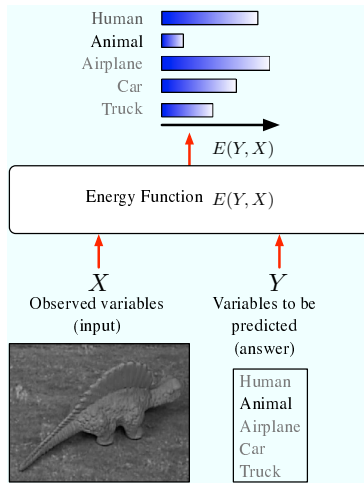 Human
Animal
Airplane
Car
Truck
E(Y, X)
Energy Function E(Y, X)
X
Y
Observed variables
(input)
Variables to be
predicted
(answer)
Human
Animal
Airplane
Car
Truck